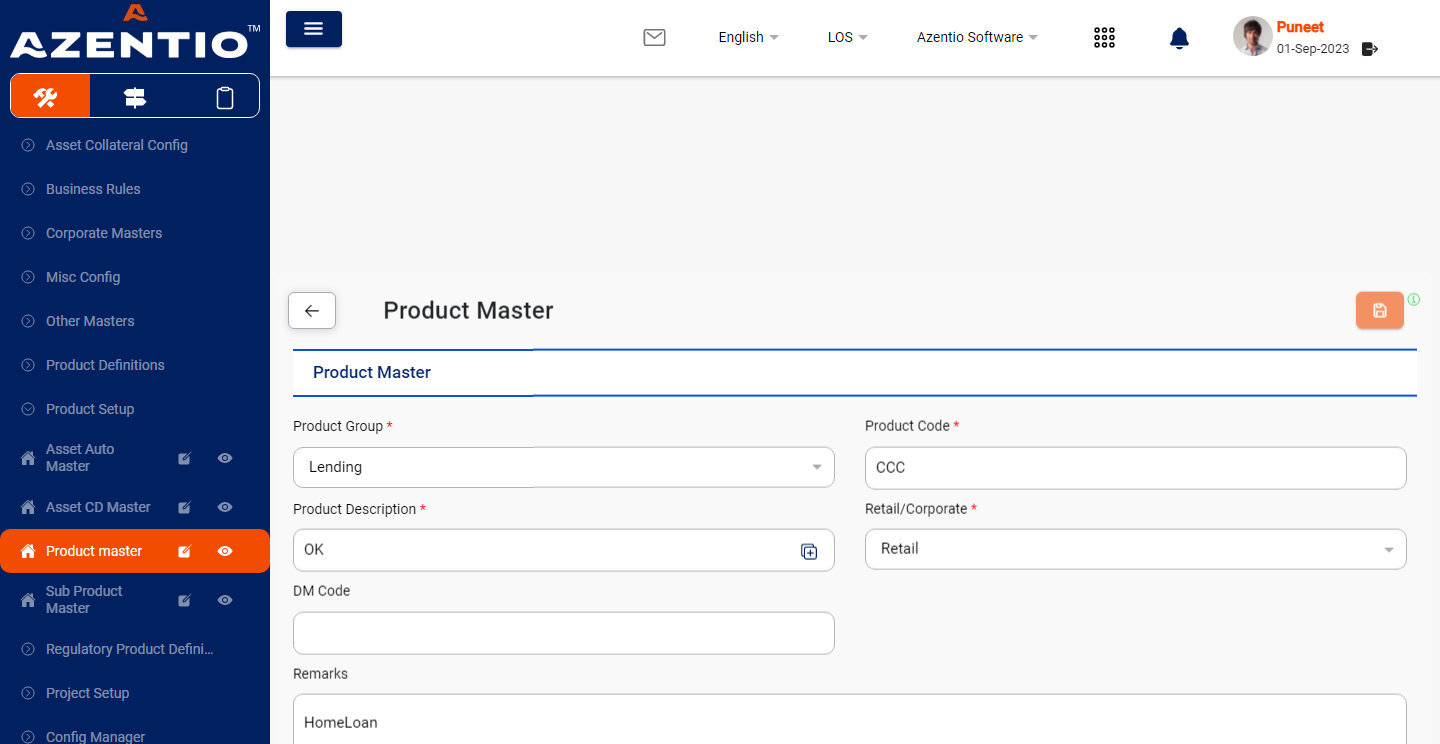 AZENTIO™
English
LOS
Azentio Software
Puneet
01-Sep-2023
Asset Collateral Config
Business Rules
Corporate Masters
Misc Config
Other Masters
Product Definitions
Product Setup
Asset Auto
Master
Asset CD Master
Product master
Sub Product
Master
Regulatory Product Defini...
Project Setup
Config Manager
Product Master
Product Master
Product Group *
Product Code *
Lending
CCC
Product Description *
Retail/Corporate *
OK
Retail
DM Code
Remarks
HomeLoan